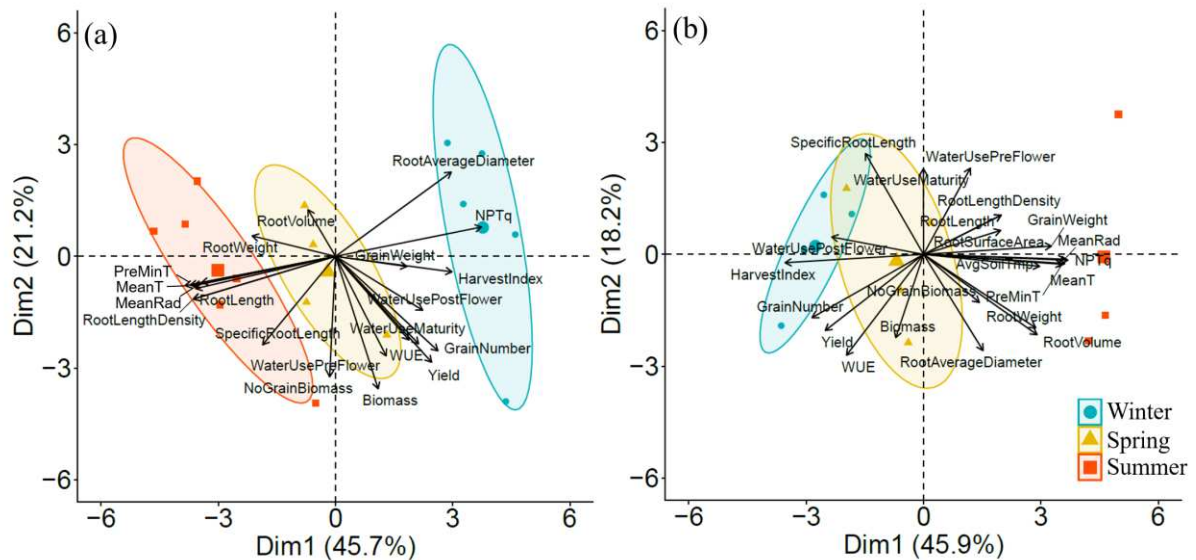 (a)
Dim2 (21.2%)
6
3
0
−3
−6
RootAverageDiameter
NPTq
RootVolume
RootWeight
GrainWeight
HarvestIndex
PreMinT
MeanT
MeanRad
RootLength
RootLengthDensity
WaterUsePostFlower
SpecificRootLength
WaterUseMaturity
WUE
GrainNumber
WaterUsePreFlower
Yield
NoGrainBiomass
Biomass
−6
−3
0
3
6
Dim1 (45.7%)
(b)
Dim2 (18.2%)
6
3
0
−3
−6
SpecificRootLength
WaterUsePreFlower
WaterUseMaturity
RootLengthDensity
RootLength
GrainWeight
WaterUsePostFlower
RootSurfaceArea
MeanRad
HarvestIndex
NPTq
MeanT
NoGrainBiomass
PreMinT
GrainNumber
RootWeight
Biomass
Yield
RootVolume
WUE
RootAverageDiameter
Winter
Spring
Summer
−6
−3
0
3
6
Dim1 (45.9%)